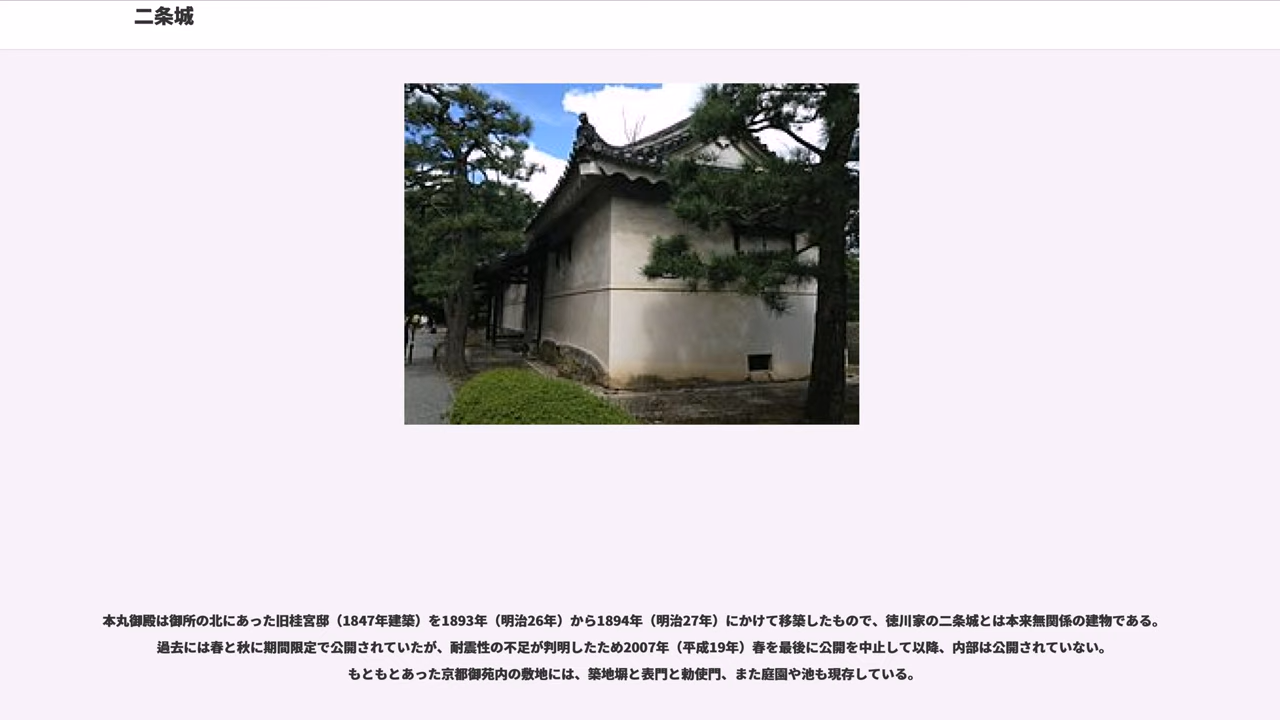 二条城
本丸御殿は御所の北にあった旧桂宮邸（1847年建築）を1893年（明治26年）から1894年（明治27年）にかけて移築したもので、徳川家の二条城とは本来無関係の建物である。
過去には春と秋に期間限定で公開されていたが、耐震性の不足が判明したため2007年（平成19年）春を最後に公開を中止して以降、内部は公開されていない。
もともとあった京都御苑内の敷地には、築地塀と表門と勅使門、また庭園や池も現存している。